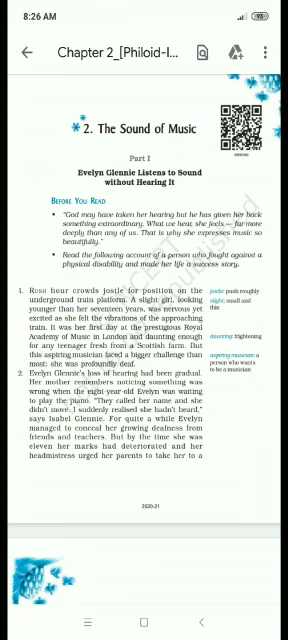 8:26 AM
93
Chapter 2_[Philoid-I...
2. The Sound of Music
Part I
Evelyn Glennie Listens to Sound
without Hearing It
BEFORE YOU READ
• "God may have taken her hearing but he has given her back
something extraordinary. What we hear, she feels — far more
deeply than any of us. That is why she expresses music so
beautifully."
• Read the following account of a person who fought against a
physical disability and made her life a success story.
1. RUSH hour crowds jostle for position on the
underground train platform. A slight girl, looking
younger than her seventeen years, was nervous yet
excited as she felt the vibrations of the approaching
train. It was her first day at the prestigious Royal
Academy of Music in London and daunting enough
for any teenager fresh from a Scottish farm. But
this aspiring musician faced a bigger challenge than
most: she was profoundly deaf.
2. Evelyn Glennie's loss of hearing had been gradual.
Her mother remembers noticing something was
wrong when the eight year old Evelyn was waiting
to play the piano. "They called her name and she
didn't move. I suddenly realised she hadn't heard,"
says Isabel Glennie. For quite a while Evelyn
managed to conceal her growing deafness from
friends and teachers. But by the time she was
eleven her marks had deteriorated and her
headmistress urged her parents to take her to a
jostle: push roughly
slight: small and
thin
daunting: frightening
aspiring musician: a
person who wants
to be a musician
2020-21